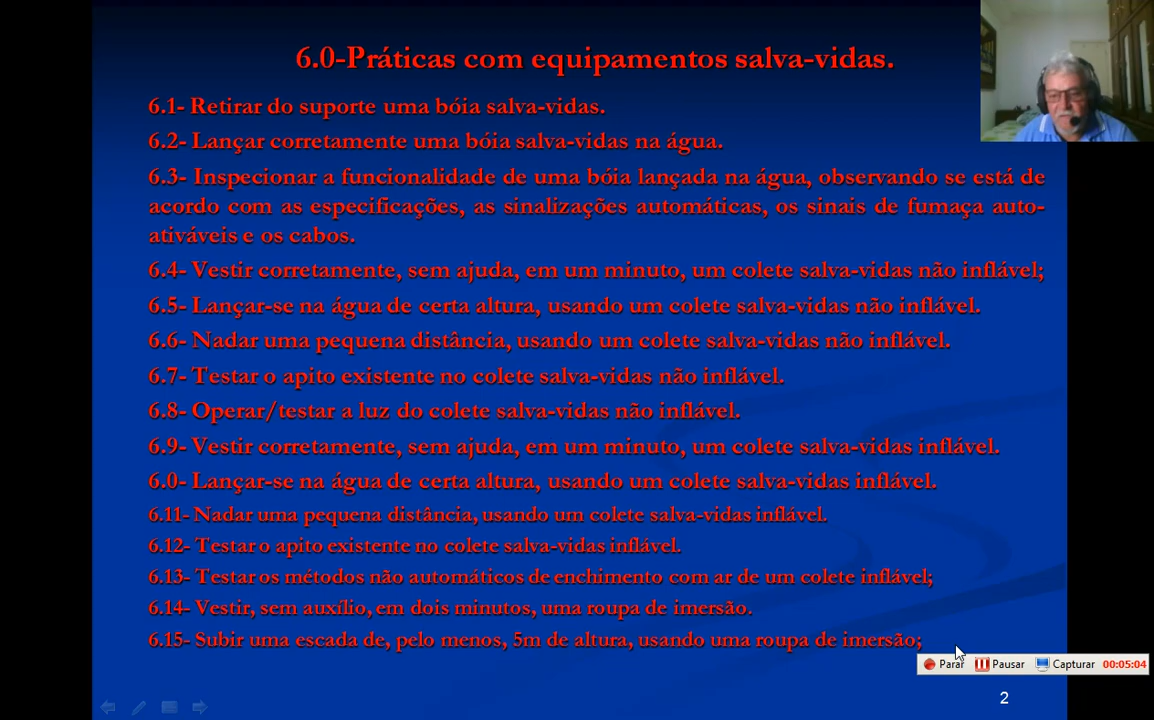 6.0-Práticas com equipamentos salva-vidas.
6.1- Retirar do suporte uma bóia salva-vidas.
6.2- Lançar corretamente uma bóia salva-vidas na água.
6.3- Inspecionar a funcionalidade de uma bóia lançada na água, observando se está de
acordo com as especificações, as sinalizações automáticas, os sinais de fumaça auto-
ativáveis e os cabos.
6.4- Vestir corretamente, sem ajuda, em um minuto, um colete salva-vidas não inflável;
6.5- Lançar-se na água de certa altura, usando um colete salva-vidas não inflável.
6.6- Nadar uma pequena distância, usando um colete salva-vidas não inflável.
6.7- Testar o apito existente no colete salva-vidas não inflável.
6.8- Operar/testar a luz do colete salva-vidas não inflável.
6.9- Vestir corretamente, sem ajuda, em um minuto, um colete salva-vidas inflável.
6.0- Lançar-se na água de certa altura, usando um colete salva-vidas inflável.
6.11- Nadar uma pequena distância, usando um colete salva-vidas inflável.
6.12- Testar o apito existente no colete salva-vidas inflável.
6.13- Testar os métodos não automáticos de enchimento com ar de um colete inflável;
6.14- Vestir, sem auxílio, em dois minutos, uma roupa de imersão.
6.15- Subir uma escada de, pelo menos, 5m de altura, usando uma roupa de imersão;
Parar Pausar Capturar 00:05:04
2